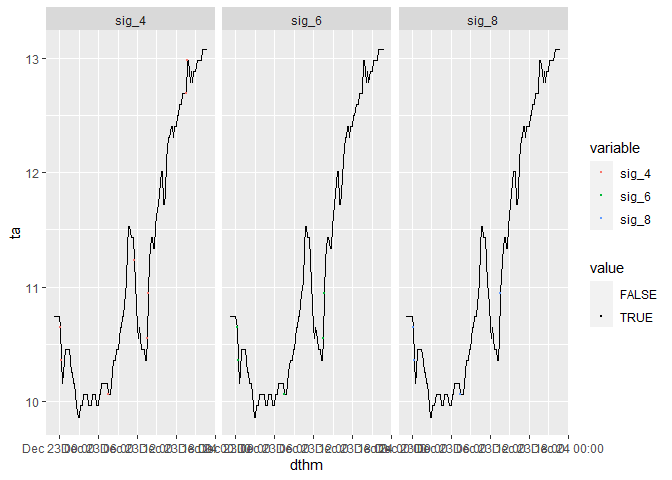 sig_4 sig_6 sig_8
13
12
11
10
ta
dthm
variable
sig_4
sig_6
sig_8
value
FALSE
TRUE